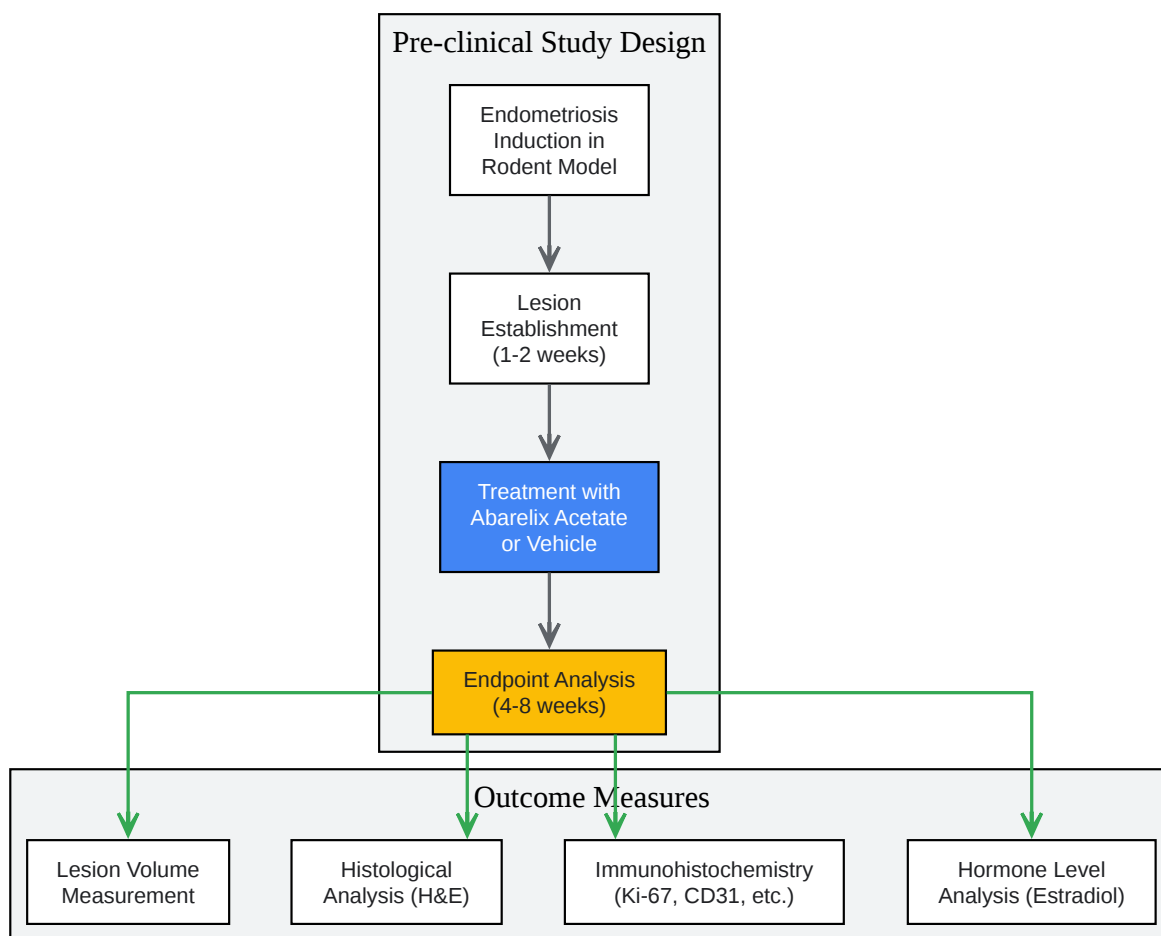 Pre-clinical Study Design
Endometriosis
Induction in
Rodent Model
Lesion
Establishment
(1-2 weeks)
Treatment with
Abarelix Acetate
or Vehicle
Endpoint Analysis
(4-8 weeks)
Outcome Measures
Lesion Volume
Measurement
Histological
Analysis (H&E)
Immunohistochemistry
(Ki-67, CD31, etc.)
Hormone Level
Analysis (Estradiol)